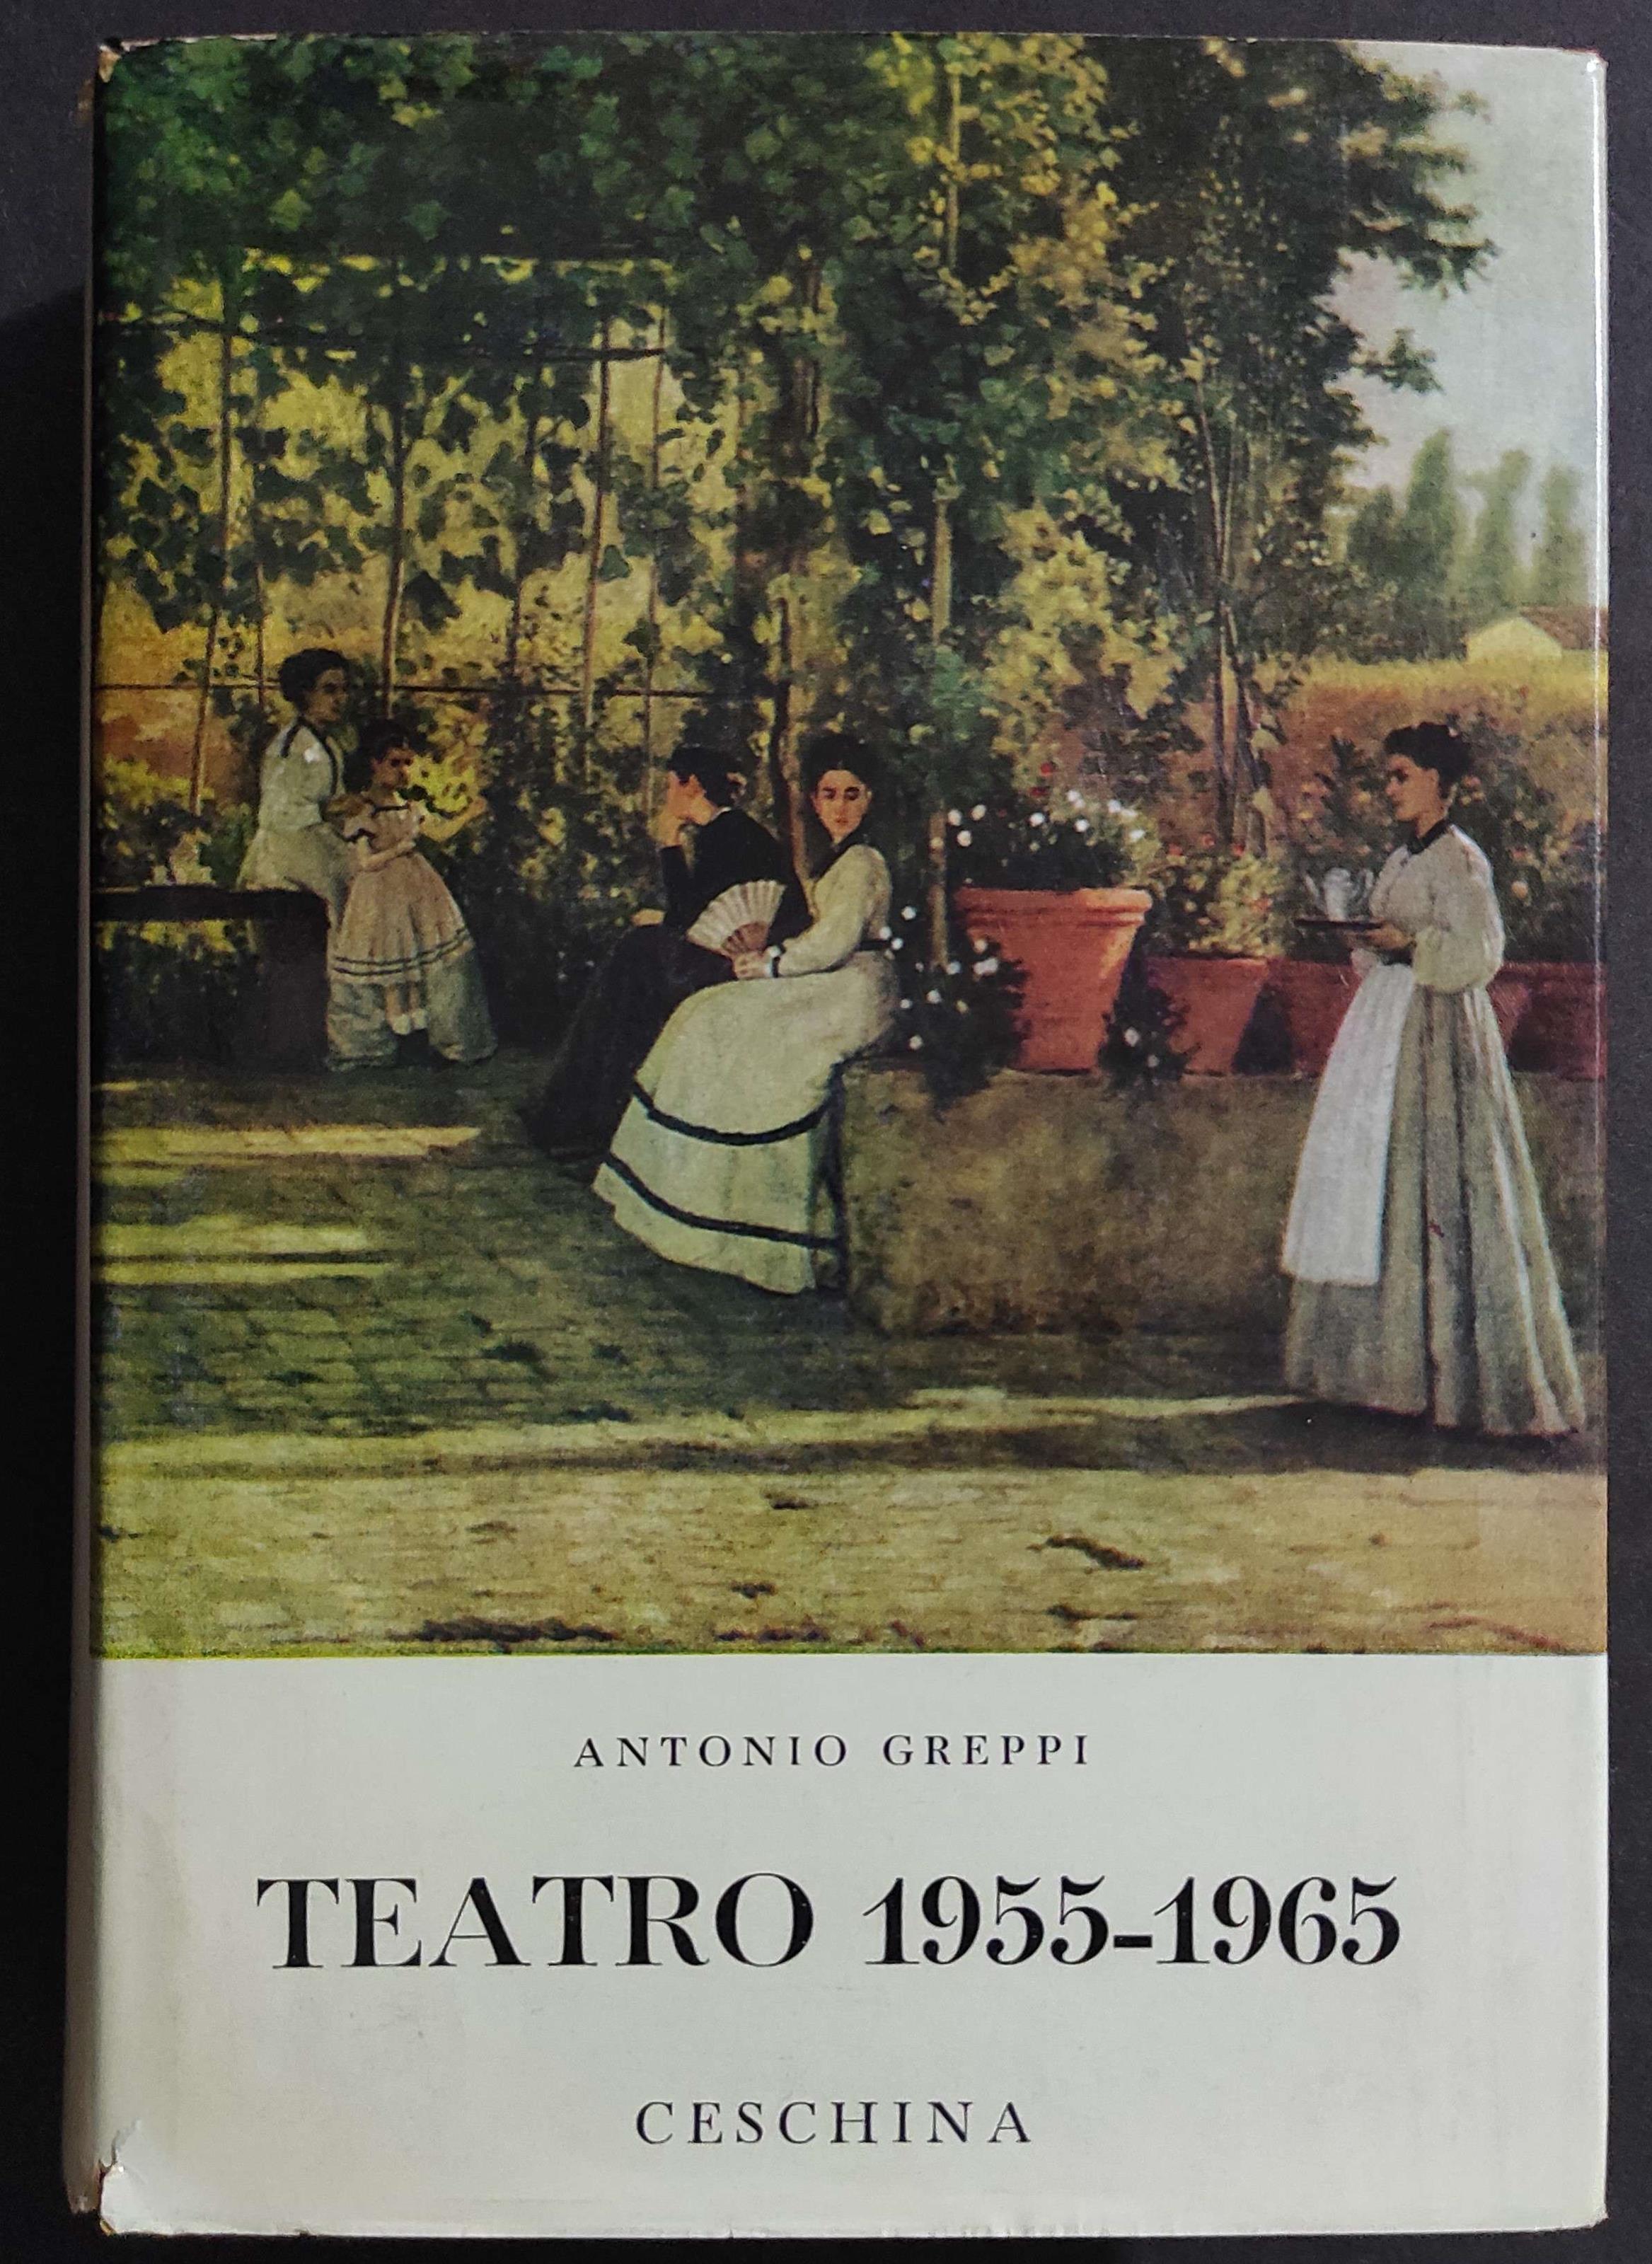 ANTONIO GREPPI
TEATRO 1955-1965
CESCHINA